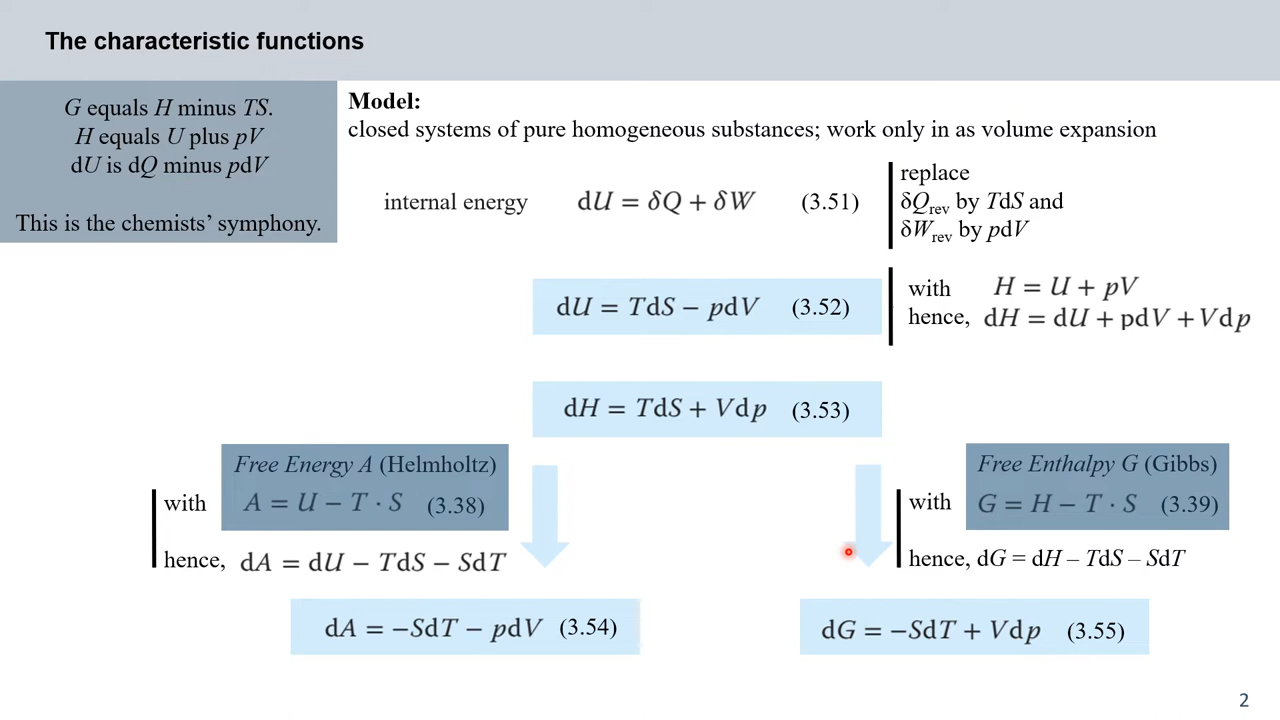 The characteristic functions
G equals H minus TS.
H equals U plus pV
dU is dQ minus pdV
This is the chemists’ symphony.
Model:
closed systems of pure homogeneous substances; work only in as volume expansion
internal energy dU = δQ + δW (3.51)
replace
δQrev by TdS and
δWrev by pdV
dU = TdS − pdV (3.52)
with H = U + pV
hence, dH = dU + pdV + Vdp
dH = TdS + Vdp (3.53)
Free Energy A (Helmholtz)
with A = U − T · S (3.38)
hence, dA = dU − TdS − SdT
dA = −SdT − pdV (3.54)
Free Enthalpy G (Gibbs)
with G = H − T · S (3.39)
hence, dG = dH – TdS – SdT
dG = −SdT + Vdp (3.55)
2